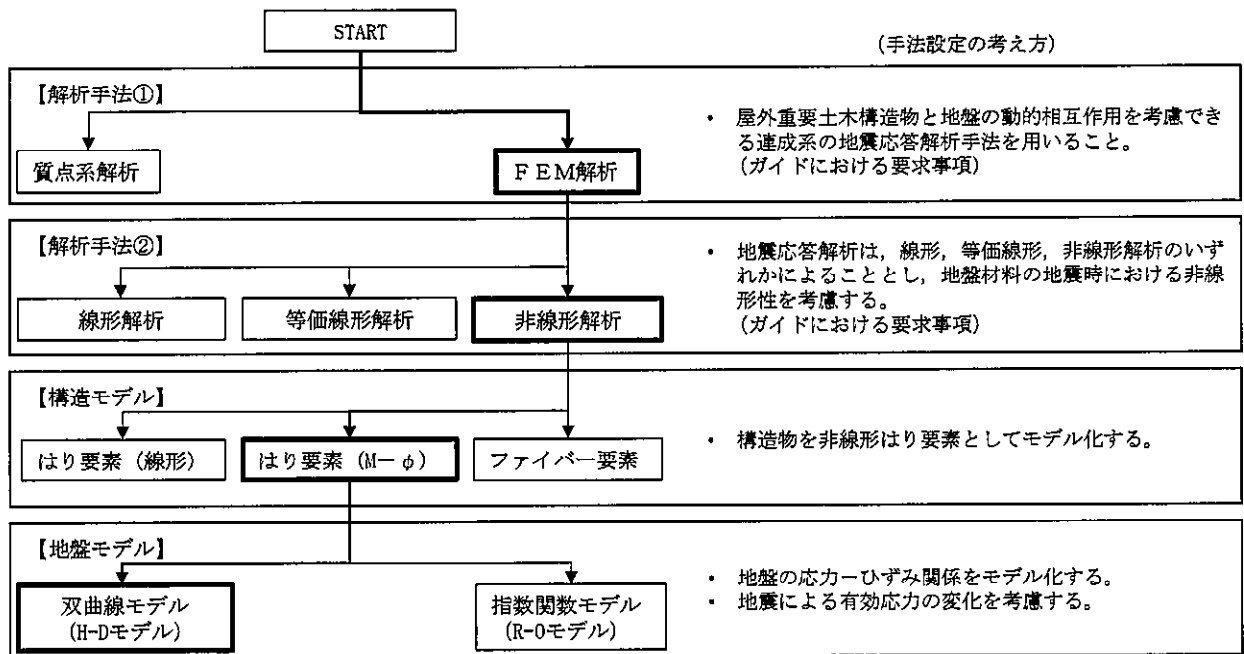 START
(手法設定の考え方)
【解析手法①】
質点系解析
ＦＥＭ解析
・ 屋外重要土木構造物と地盤の動的相互作用を考慮でき
る連成系の地震応答解析手法を用いること。
(ガイドにおける要求事項)
【解析手法②】
線形解析
等価線形解析
非線形解析
・ 地震応答解析は，線形，等価線形，非線形解析のいず
れかによることとし，地盤材料の地震時における非線
形性を考慮する。
(ガイドにおける要求事項)
【構造モデル】
はり要素（線形）
はり要素（M－φ）
ファイバー要素
・ 構造物を非線形はり要素としてモデル化する。
【地盤モデル】
双曲線モデル
(H-Dモデル)
指数関数モデル
(R-Oモデル)
・ 地盤の応力－ひずみ関係をモデル化する。
・ 地震による有効応力の変化を考慮する。